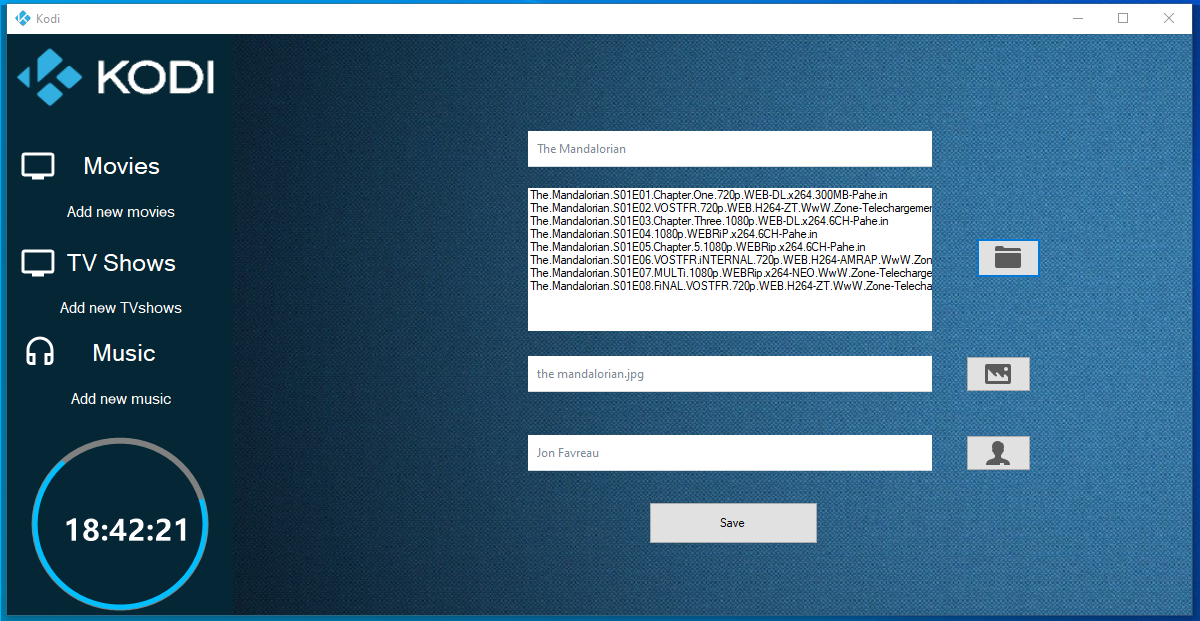 Kodi
KODI
Movies
Add new movies
TV Shows
Add new TVshows
Music
Add new music
18:42:21
The Mandalorian
The.Mandalorian.S01E01.Chapter.One.720p.WEB-DL.x264.300MB-Pahe.in
The.Mandalorian.S01E02.VOSTFR.720p.WEB.H264-ZT.WwW.Zone-Telechargemer
The.Mandalorian.S01E03.Chapter.Three.1080p.WEB-DL.x264.6CH-Pahe.in
The.Mandalorian.S01E04.1080p.WEBRiP.x264.6CH-Pahe.in
The.Mandalorian.S01E05.Chapter.5.1080p.WEBRip.x264.6CH-Pahe.in
The.Mandalorian.S01E06.VOSTFR.iNTERNAL.720p.WEB.H264-AMRAP.WwW.Zon
The.Mandalorian.S01E07.MULTi.1080p.WEBRip.x264-NEO.WwW.Zone-Telecharge
The.Mandalorian.S01E08.FiNAL.VOSTFR.720p.WEB.H264-ZT.WwW.Zone-Telecha
the mandalorian.jpg
Jon Favreau
Save